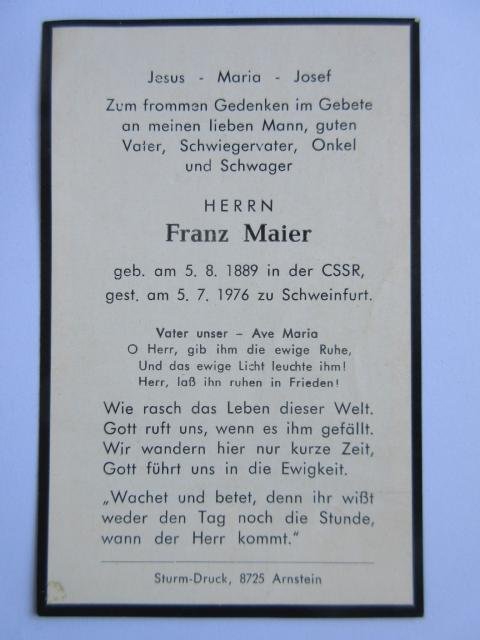 Jesus - Maria - Josef
Zum frommen Gedenken im Gebete
an meinen lieben Mann, guten
Vater, Schwiegervater, Onkel
und Schwager
HERRN
Franz Maier
geb. am 5. 8. 1889 in der CSSR,
gest. am 5. 7. 1976 zu Schweinfurt.
Vater unser - Ave Maria
O Herr, gib ihm die ewige Ruhe,
Und das ewige Licht leuchte ihm!
Herr, laß ihn ruhen in Frieden!
Wie rasch das Leben dieser Welt.
Gott ruft uns, wenn es ihm gefällt.
Wir wandern hier nur kurze Zeit,
Gott führt uns in die Ewigkeit.
„Wachet und betet, denn ihr wißt
weder den Tag noch die Stunde,
wann der Herr kommt.“
Sturm-Druck, 8725 Arnstein